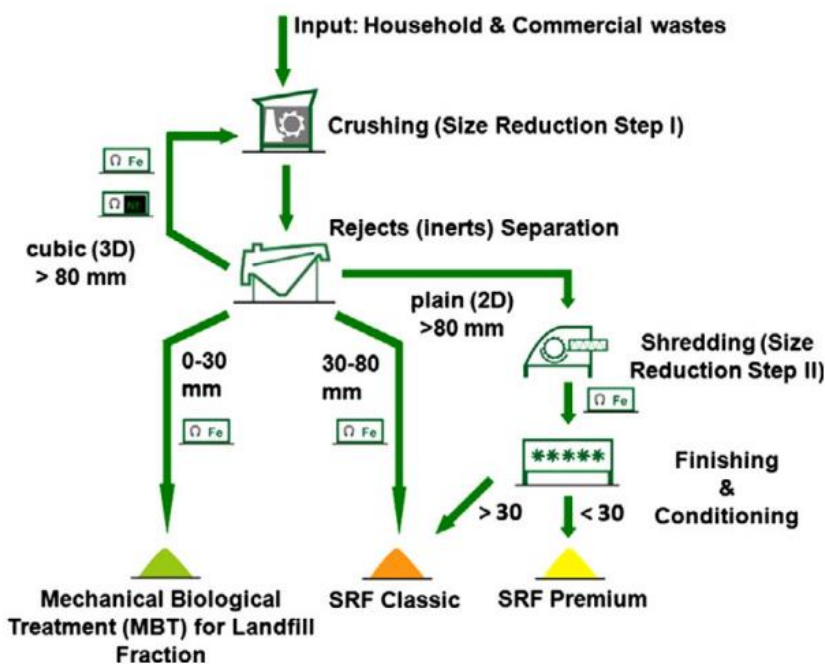 Input: Household & Commercial wastes
Crushing (Size Reduction Step I)
Ω Fe
Ω
cubic (3D)
> 80 mm
Rejects (inerts) Separation
plain (2D)
>80 mm
0-30
mm
30-80
mm
Shredding (Size
Reduction Step II)
Ω Fe
Ω Fe
Ω Fe
*****
Finishing
&
Conditioning
> 30
< 30
Mechanical Biological
Treatment (MBT) for Landfill
Fraction
SRF Classic
SRF Premium